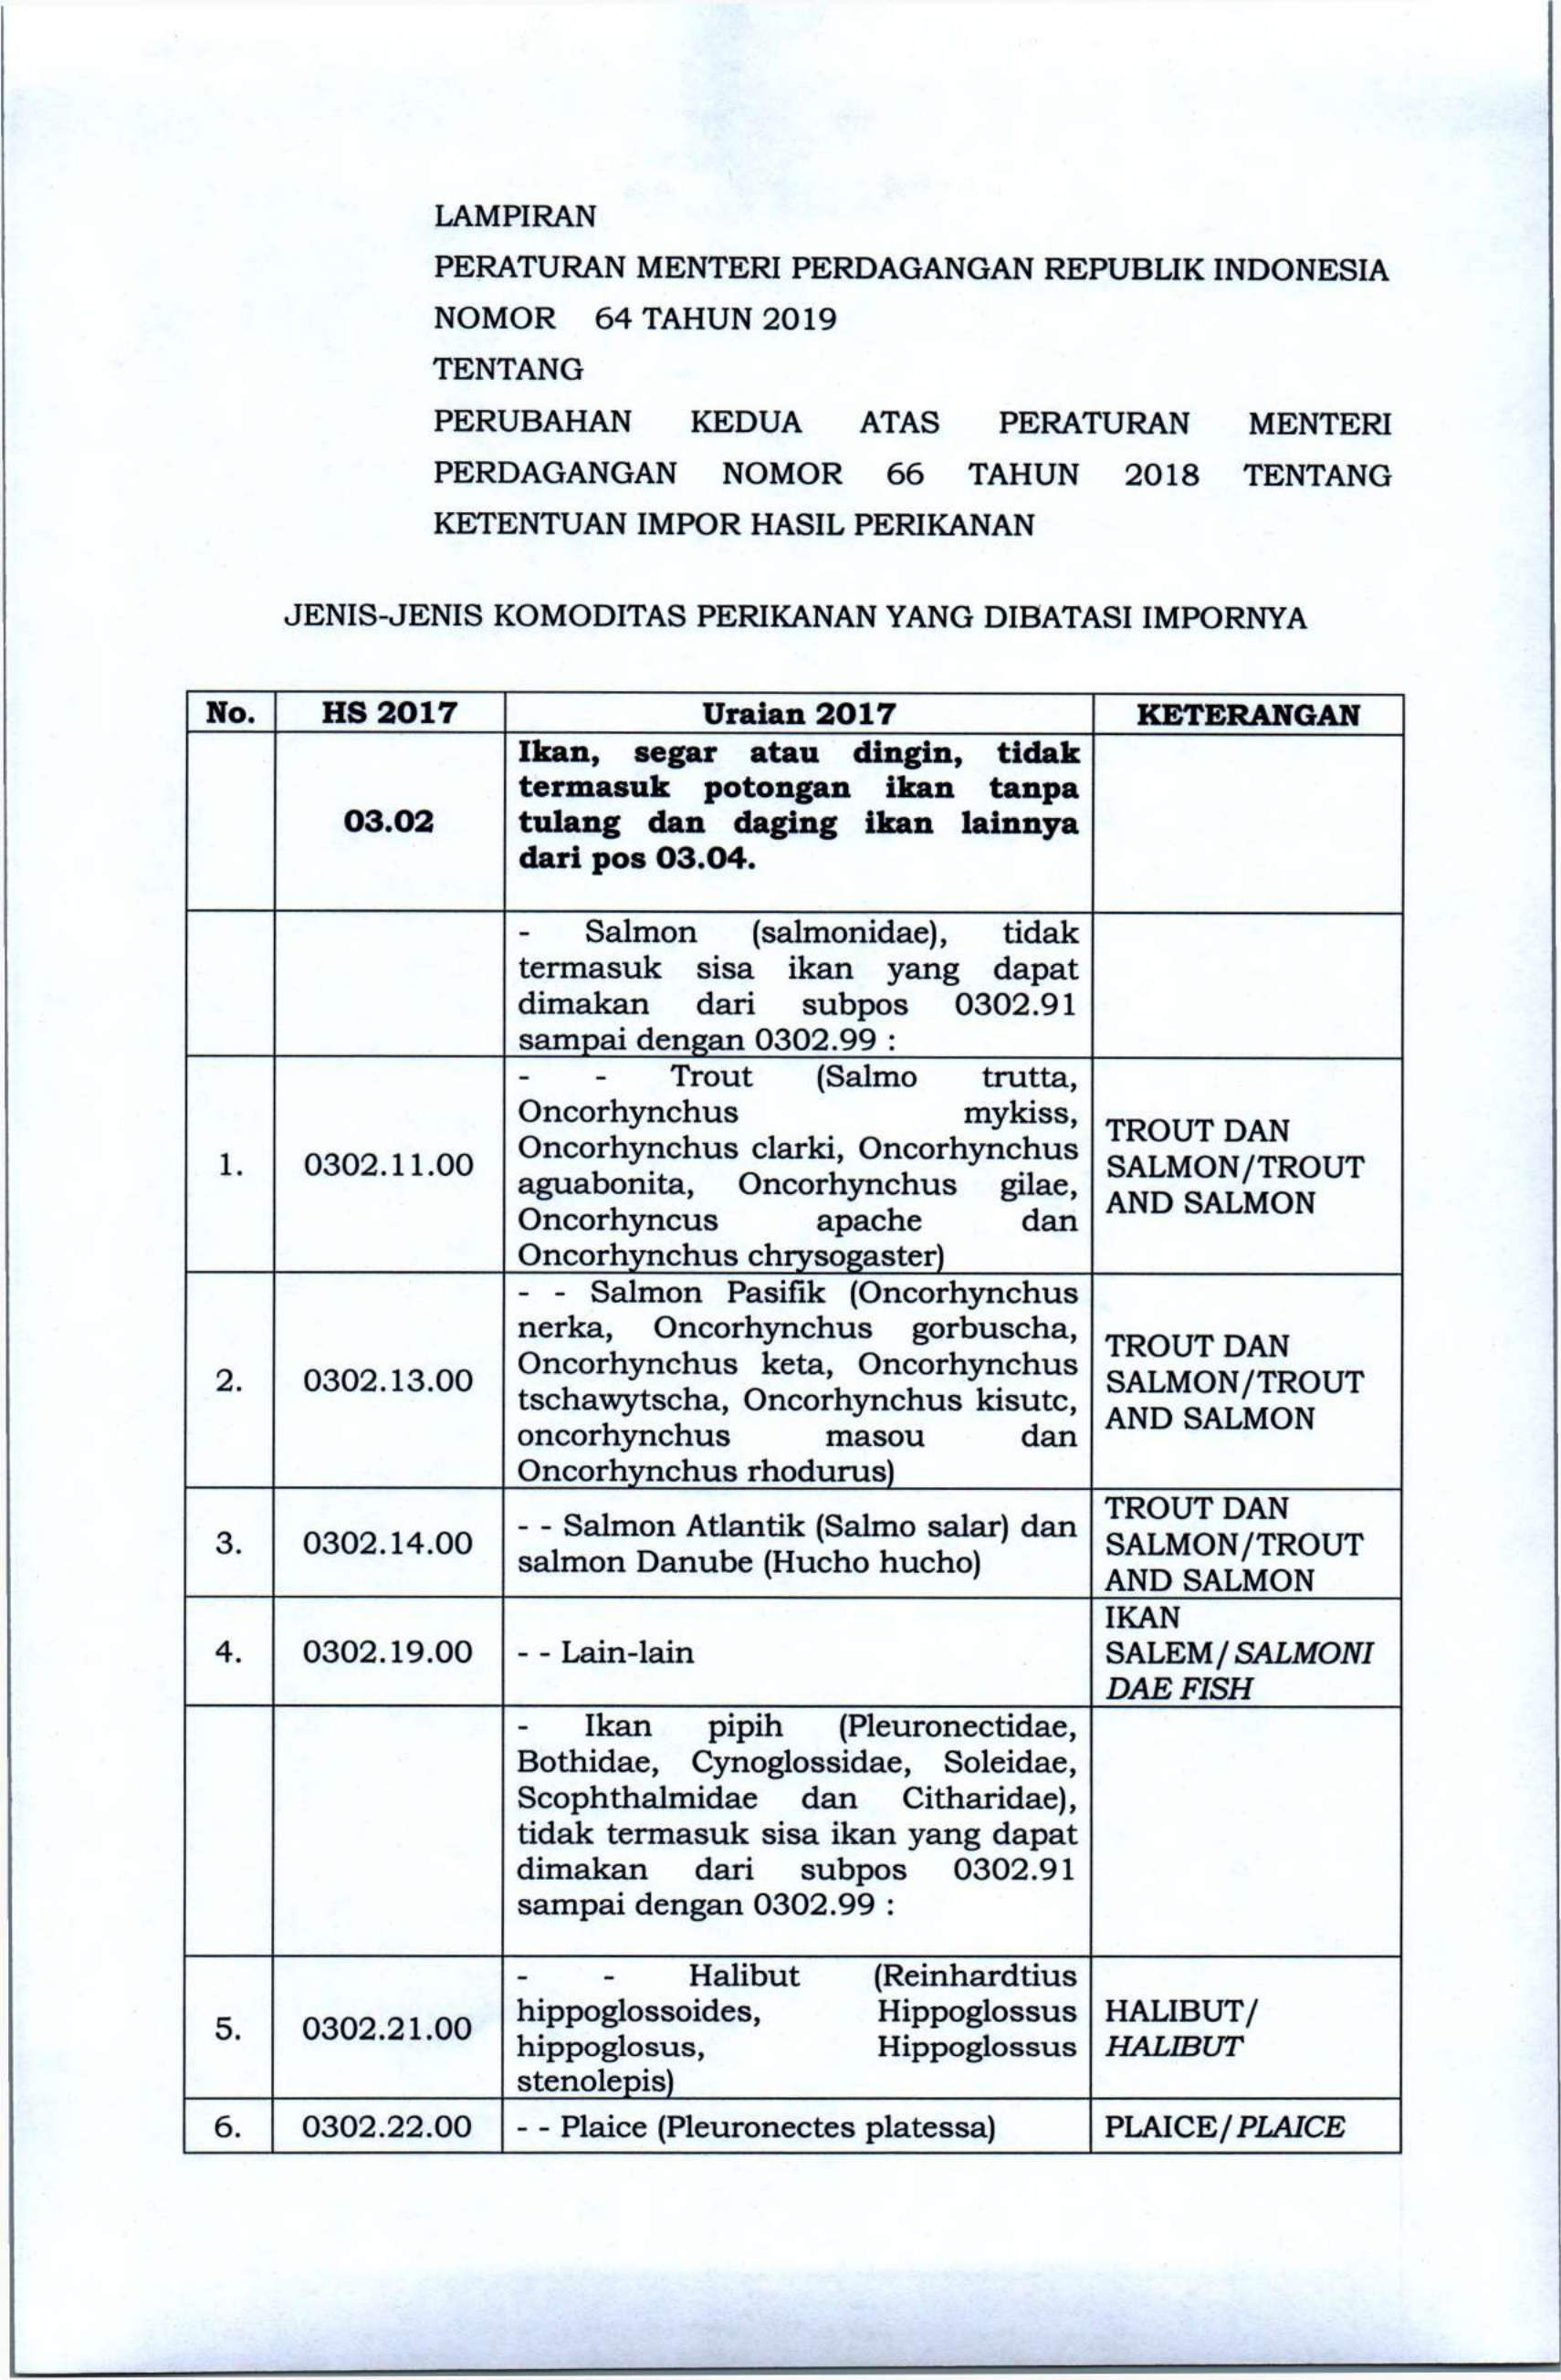 LAMPIRAN
PERATURAN MENTERI PERDAGANGAN REPUBLIK INDONESIA
NOMOR 64 TAHUN 2019
TENTANG
PERUBAHAN KEDUA ATAS PERATURAN MENTERI
PERDAGANGAN NOMOR 66 TAHUN 2018 TENTANG
KETENTUAN IMPOR HASIL PERIKANAN
JENIS-JENIS KOMODITAS PERIKANAN YANG DIBATASI IMPORNYA
No. HS 2017 Uraian 2017 KETERANGAN
03.02
Ikan, segar atau dingin, tidak
termasuk potongan ikan tanpa
tulang dan daging ikan lainnya
dari pos 03.04.
- Salmon (salmonidae), tidak
termasuk sisa ikan yang dapat
dimakan dari subpos 0302.91
sampai dengan 0302.99 :
1. 0302.11.00
- - Trout (Salmo trutta,
Oncorhynchus mykiss,
Oncorhynchus clarki, Oncorhynchus
aguabonita, Oncorhynchus gilae,
Oncorhyncus apache dan
Oncorhynchus chrysogaster)
TROUT DAN
SALMON/TROUT
AND SALMON
2. 0302.13.00
- - Salmon Pasifik (Oncorhynchus
nerka, Oncorhynchus gorbuscha,
Oncorhynchus keta, Oncorhynchus
tschawytscha, Oncorhynchus kisutc,
oncorhynchus masou dan
Oncorhynchus rhodurus)
TROUT DAN
SALMON/TROUT
AND SALMON
3. 0302.14.00
- - Salmon Atlantik (Salmo salar) dan
salmon Danube (Hucho hucho)
TROUT DAN
SALMON/TROUT
AND SALMON
4. 0302.19.00
- - Lain-lain
IKAN
SALEM/SALMONI
DAE FISH
- Ikan pipih (Pleuronectidae,
Bothidae, Cynoglossidae, Soleidae,
Scophthalmidae dan Citharidae),
tidak termasuk sisa ikan yang dapat
dimakan dari subpos 0302.91
sampai dengan 0302.99 :
5. 0302.21.00
- - Halibut (Reinhardtius
hippoglossoides, Hippoglossus
hippoglosus, Hippoglossus
stenolepis)
HALIBUT/
HALIBUT
6. 0302.22.00 - - Plaice (Pleuronectes platessa) PLAICE/PLAICE